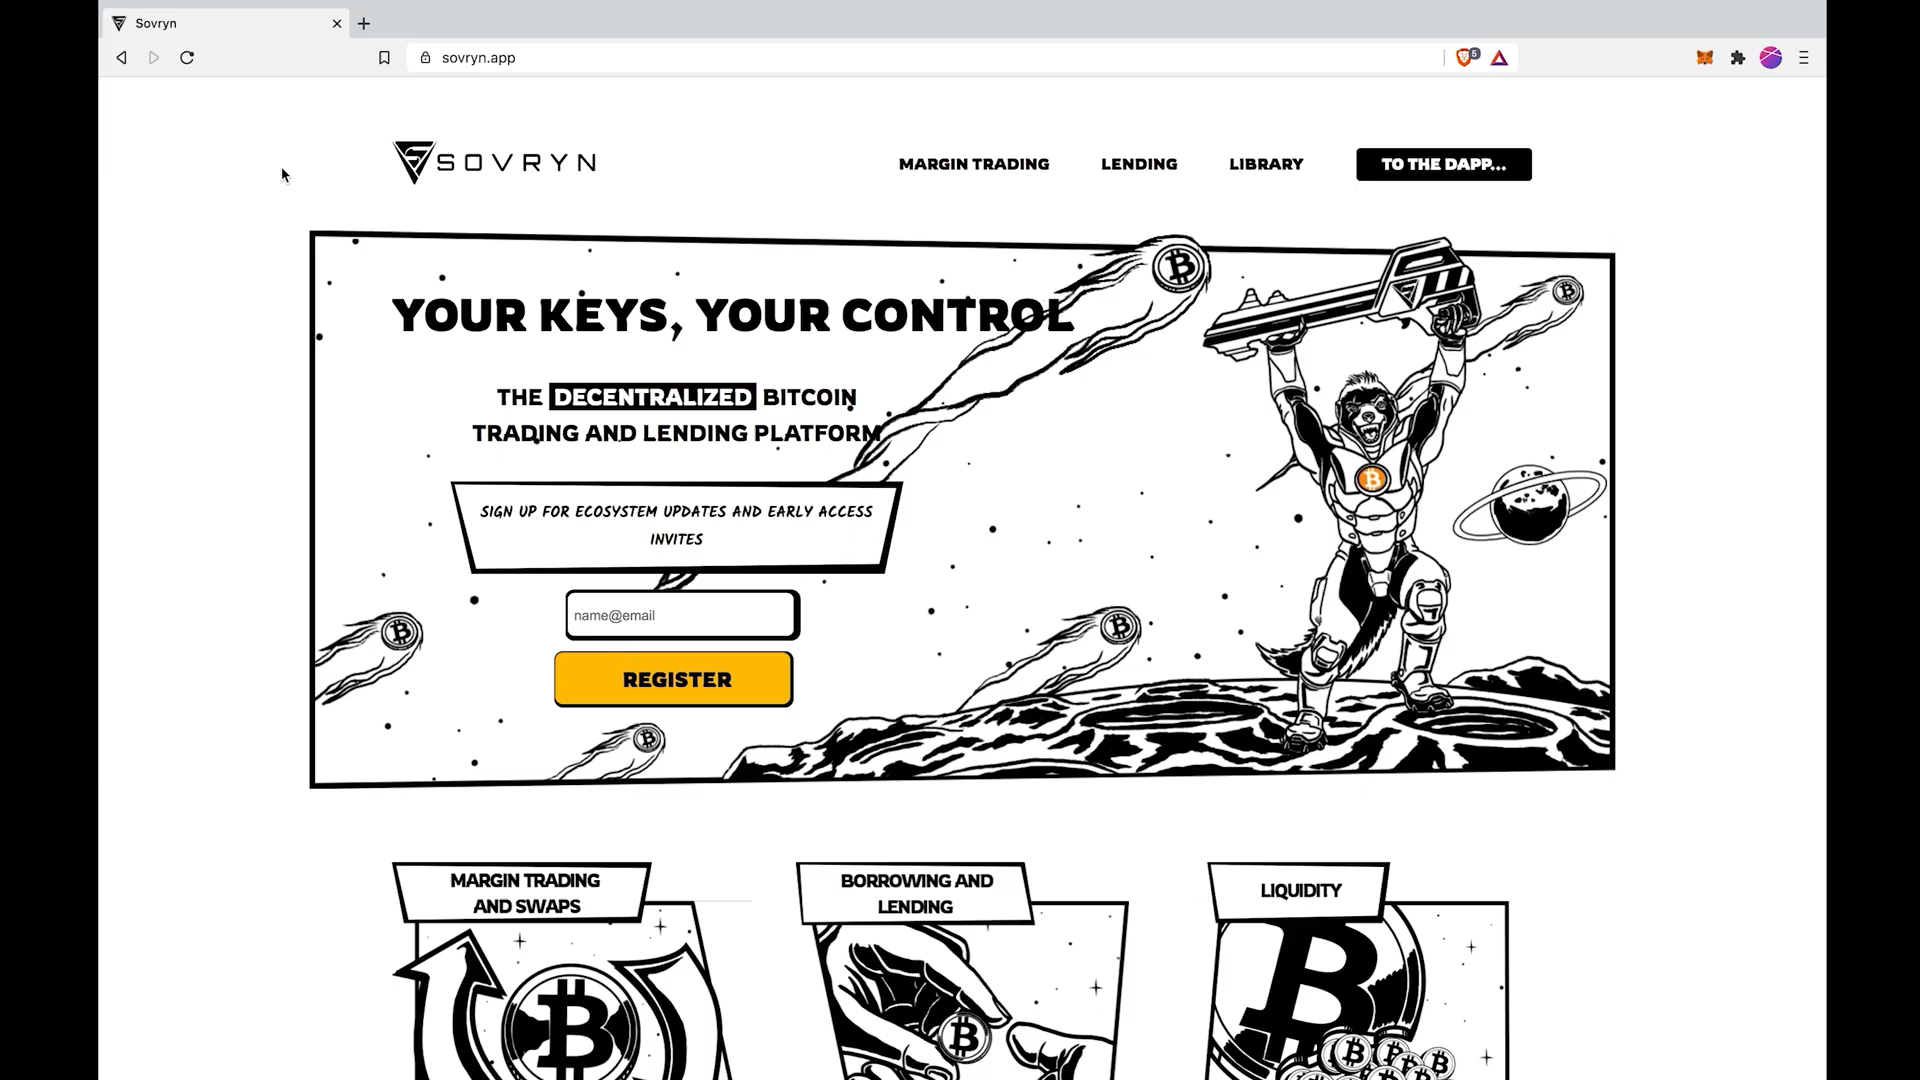 Sovryn
sovryn.app
5
SOVRYN
MARGIN TRADING
LENDING
LIBRARY
TO THE DAPP...
YOUR KEYS, YOUR CONTROL
THE DECENTRALIZED BITCOIN
TRADING AND LENDING PLATFORM
SIGN UP FOR ECOSYSTEM UPDATES AND EARLY ACCESS
INVITES
name@email
REGISTER
MARGIN TRADING
AND SWAPS
BORROWING AND
LENDING
LIQUIDITY